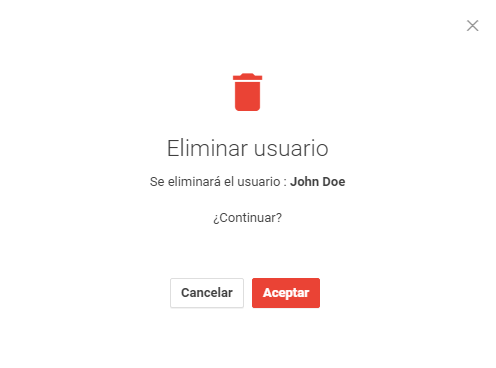 Eliminar usuario
Se eliminará el usuario : John Doe
¿Continuar?
Cancelar
Aceptar